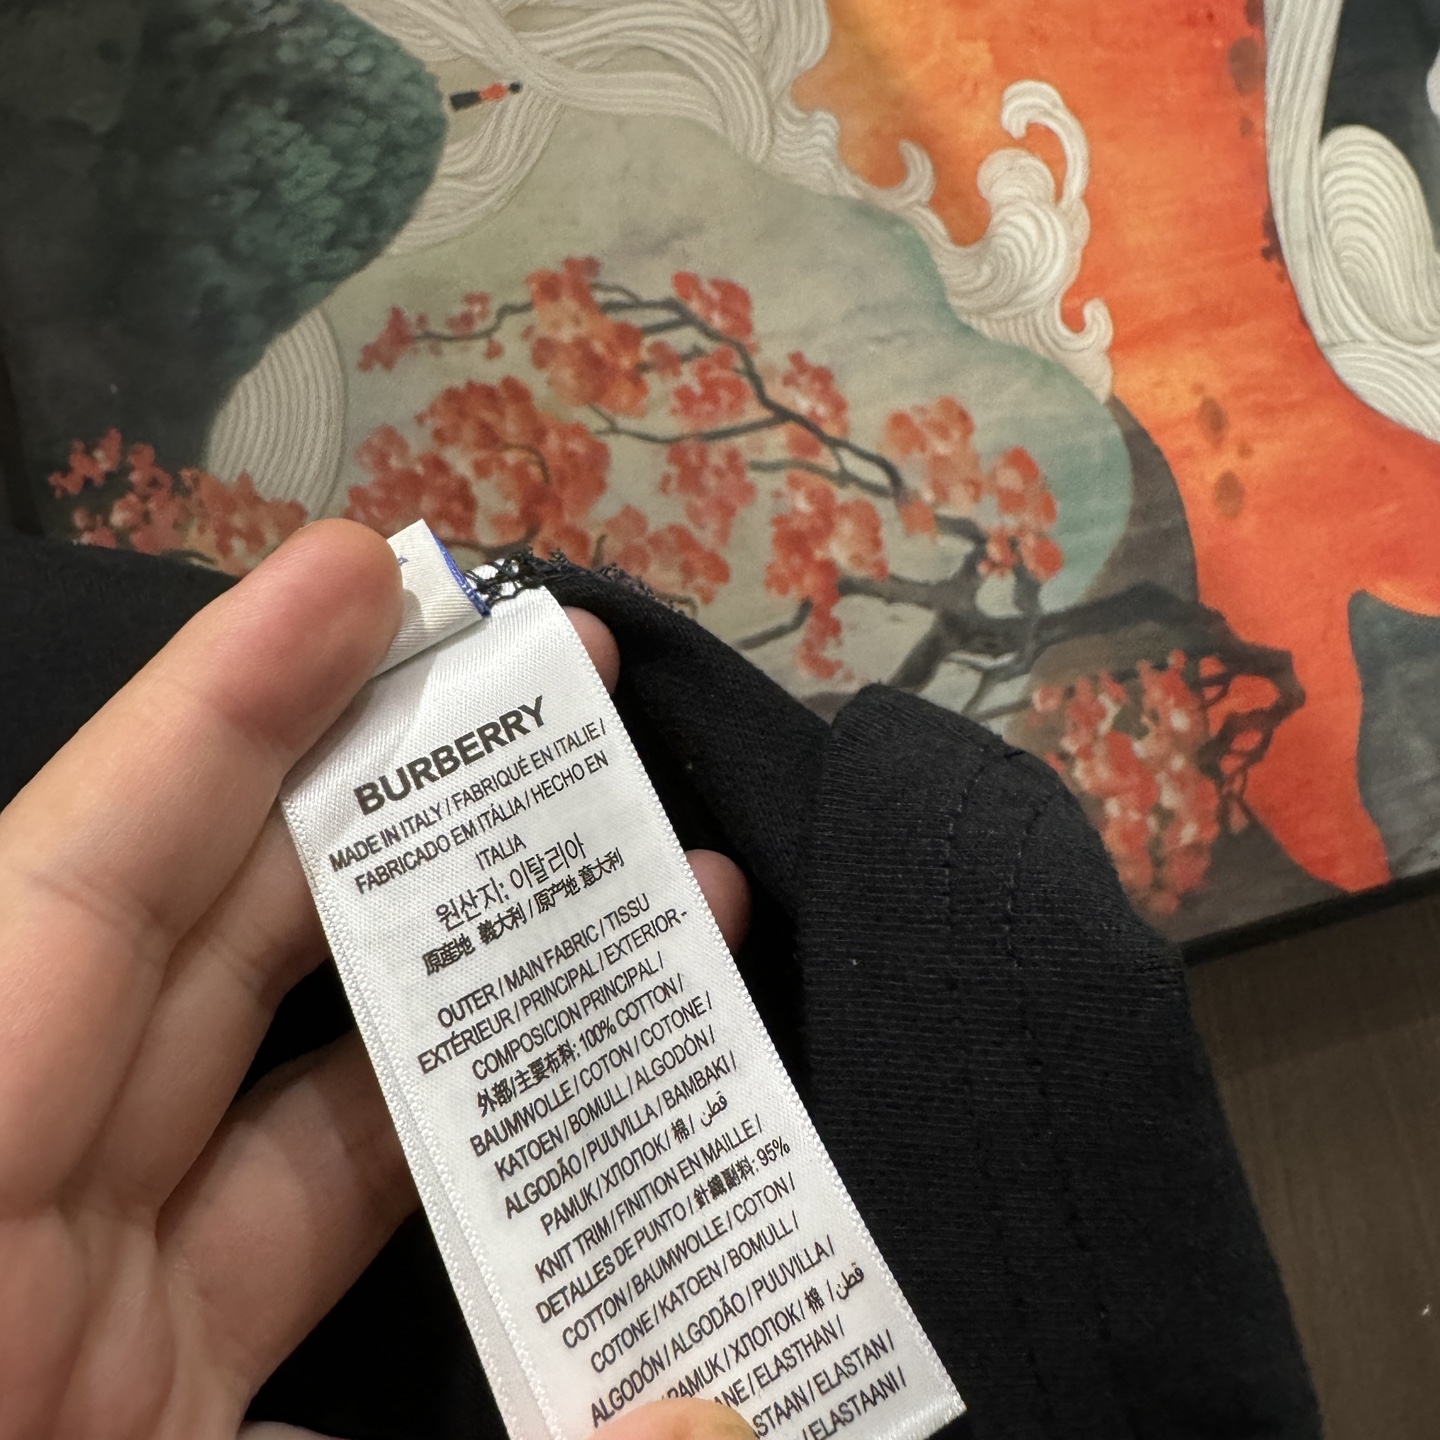 BURBERRY
MADE IN ITALY / FABRIQUÉ EN ITALIE /
FABRICADO EM ITÁLIA / HECHO EN
ITALIA
원산지: 이탈리아
原産地 義大利 / 原产地 意大利
OUTER / MAIN FABRIC / TISSU
EXTÉRIEUR / PRINCIPAL / EXTERIOR -
COMPOSICION PRINCIPAL /
外部/主要布料: 100% COTTON /
BAUMWOLLE / COTON / COTONE /
KATOEN / BOMULL / ALGODÓN /
ALGODÃO / PUUVILLA / BAMBAKI /
PAMUK / ΧΛΟΠΟΚ / 棉 / قطن
KNIT TRIM / FINITION EN MAILLE /
DETALLES DE PUNTO / 針織副料: 95%
COTTON / BAUMWOLLE / COTON /
COTONE / KATOEN / BOMULL /
ALGODÓN / ALGODÃO / PUUVILLA /
PAMUK / ХЛОПОК / 棉 / قطن
/ ELASTHAN /
/ ELASTAN /
/ ELASTAANI /